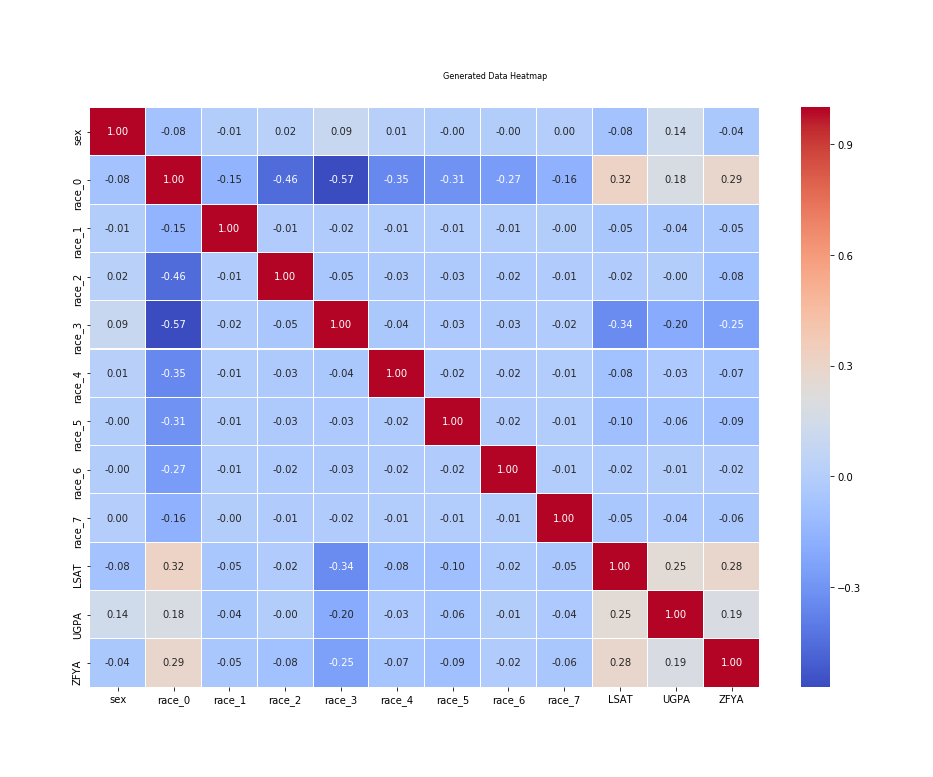 Generated Data Heatmap
sex 1.00 -0.08 -0.01 0.02 0.09 0.01 -0.00 -0.00 0.00 -0.08 0.14 -0.04
race_0 -0.08 1.00 -0.15 -0.46 -0.57 -0.35 -0.31 -0.27 -0.16 0.32 0.18 0.29
race_1 -0.01 -0.15 1.00 -0.01 -0.02 -0.01 -0.01 -0.01 -0.00 -0.05 -0.04 -0.05
race_2 0.02 -0.46 -0.01 1.00 -0.05 -0.03 -0.03 -0.02 -0.01 -0.02 -0.00 -0.08
race_3 0.09 -0.57 -0.02 -0.05 1.00 -0.04 -0.03 -0.03 -0.02 -0.34 -0.20 -0.25
race_4 0.01 -0.35 -0.01 -0.03 -0.04 1.00 -0.02 -0.02 -0.01 -0.08 -0.03 -0.07
race_5 -0.00 -0.31 -0.01 -0.03 -0.03 -0.02 1.00 -0.02 -0.01 -0.10 -0.06 -0.09
race_6 -0.00 -0.27 -0.01 -0.02 -0.03 -0.02 -0.02 1.00 -0.01 -0.02 -0.01 -0.02
race_7 0.00 -0.16 -0.00 -0.01 -0.02 -0.01 -0.01 -0.01 1.00 -0.05 -0.04 -0.06
LSAT -0.08 0.32 -0.05 -0.02 -0.34 -0.08 -0.10 -0.02 -0.05 1.00 0.25 0.28
UGPA 0.14 0.18 -0.04 -0.00 -0.20 -0.03 -0.06 -0.01 -0.04 0.25 1.00 0.19
ZFYA -0.04 0.29 -0.05 -0.08 -0.25 -0.07 -0.09 -0.02 -0.06 0.28 0.19 1.00
sex race_0 race_1 race_2 race_3 race_4 race_5 race_6 race_7 LSAT UGPA ZFYA
0.9
0.6
0.3
0.0
−0.3